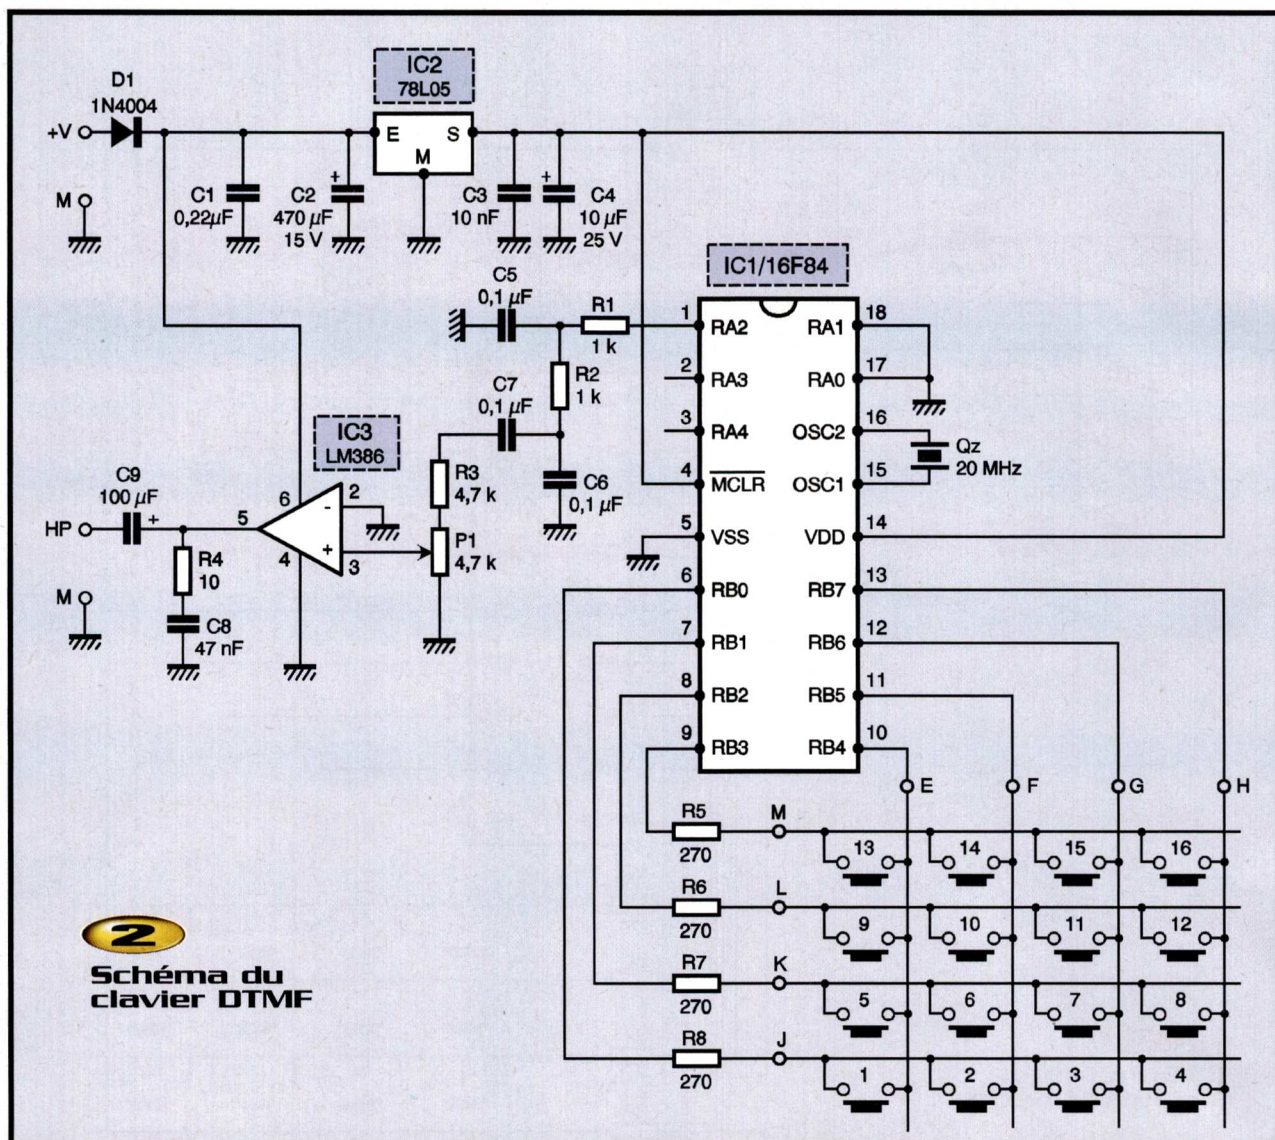 D1
1N4004
+V
M
IC2
78L05
E S
M
C1
0,22µF
C2
470 µF
15 V
+
C3
10 nF
+
C4
10 µF
25 V
IC1/16F84
C5
0,1 µF
R1
1 k
R2
1 k
C7
0,1 µF
C6
0,1 µF
R3
4,7 k
P1
4,7 k
IC3
LM386
6 2
-
5
+
4 3
C9
100 µF
+
HP
R4
10
M
C8
47 nF
1 RA2 RA1 18
2 RA3 RA0 17
3 RA4 OSC2 16
4 MCLR OSC1 15
5 VSS VDD 14
6 RB0 RB7 13
7 RB1 RB6 12
8 RB2 RB5 11
9 RB3 RB4 10
Qz
20 MHz
E F G H
R5
270
M
13 14 15 16
R6
270
L
9 10 11 12
R7
270
K
5 6 7 8
R8
270
J
1 2 3 4
2
Schéma du
clavier DTMF